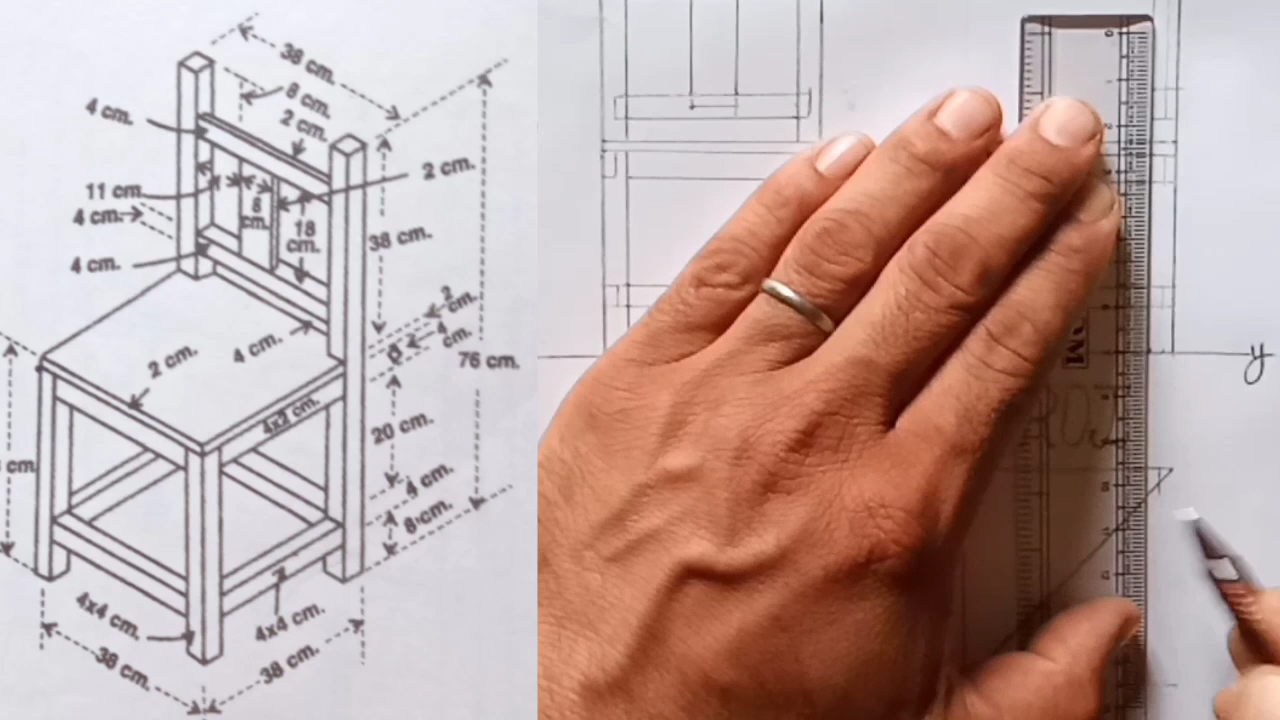 38 cm.
8 cm.
2 cm.
4 cm.
2 cm.
11 cm
6 cm.
4 cm.
18 cm.
38 cm.
4 cm.
2 cm.
4 cm.
4 cm.
76 cm.
2 cm.
4x2 cm.
20 cm.
cm
4 cm.
8 cm.
4x4 cm.
4x4 cm.
38 cm.
38 cm.
y